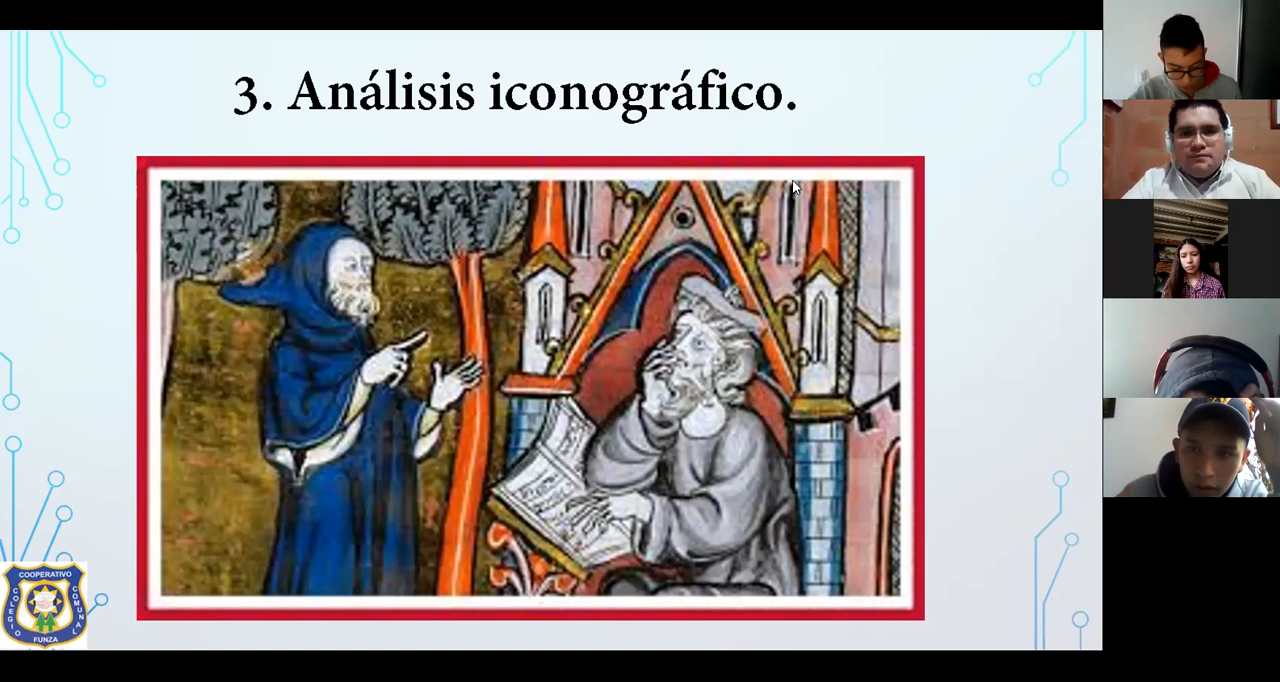 3. Análisis iconográfico.
COOPERATIVO
COLEGIO
COMUNAL
FUNZA